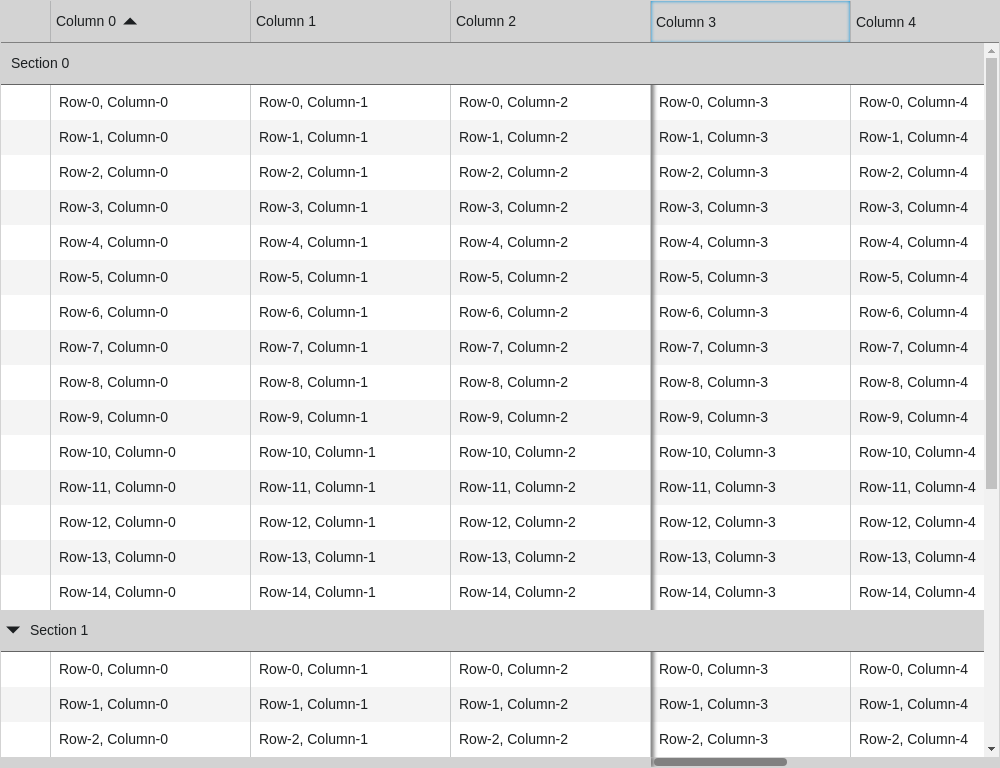 Column 0 Column 1 Column 2 Column 3 Column 4
Section 0
Row-0, Column-0 Row-0, Column-1 Row-0, Column-2 Row-0, Column-3 Row-0, Column-4
Row-1, Column-0 Row-1, Column-1 Row-1, Column-2 Row-1, Column-3 Row-1, Column-4
Row-2, Column-0 Row-2, Column-1 Row-2, Column-2 Row-2, Column-3 Row-2, Column-4
Row-3, Column-0 Row-3, Column-1 Row-3, Column-2 Row-3, Column-3 Row-3, Column-4
Row-4, Column-0 Row-4, Column-1 Row-4, Column-2 Row-4, Column-3 Row-4, Column-4
Row-5, Column-0 Row-5, Column-1 Row-5, Column-2 Row-5, Column-3 Row-5, Column-4
Row-6, Column-0 Row-6, Column-1 Row-6, Column-2 Row-6, Column-3 Row-6, Column-4
Row-7, Column-0 Row-7, Column-1 Row-7, Column-2 Row-7, Column-3 Row-7, Column-4
Row-8, Column-0 Row-8, Column-1 Row-8, Column-2 Row-8, Column-3 Row-8, Column-4
Row-9, Column-0 Row-9, Column-1 Row-9, Column-2 Row-9, Column-3 Row-9, Column-4
Row-10, Column-0 Row-10, Column-1 Row-10, Column-2 Row-10, Column-3 Row-10, Column-4
Row-11, Column-0 Row-11, Column-1 Row-11, Column-2 Row-11, Column-3 Row-11, Column-4
Row-12, Column-0 Row-12, Column-1 Row-12, Column-2 Row-12, Column-3 Row-12, Column-4
Row-13, Column-0 Row-13, Column-1 Row-13, Column-2 Row-13, Column-3 Row-13, Column-4
Row-14, Column-0 Row-14, Column-1 Row-14, Column-2 Row-14, Column-3 Row-14, Column-4
Section 1
Row-0, Column-0 Row-0, Column-1 Row-0, Column-2 Row-0, Column-3 Row-0, Column-4
Row-1, Column-0 Row-1, Column-1 Row-1, Column-2 Row-1, Column-3 Row-1, Column-4
Row-2, Column-0 Row-2, Column-1 Row-2, Column-2 Row-2, Column-3 Row-2, Column-4